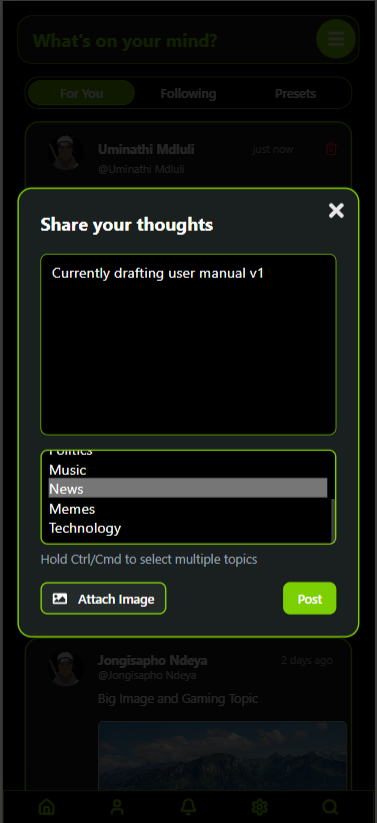 What's on your mind?
For You Following Presets
Uminathi Mdluli just now
@Uminathi Mdluli
Share your thoughts
Currently drafting user manual v1
Politics
Music
News
Memes
Technology
Hold Ctrl/Cmd to select multiple topics
Attach Image Post
Jongisapho Ndeya 2 days ago
@Jongisapho Ndeya
Big Image and Gaming Topic